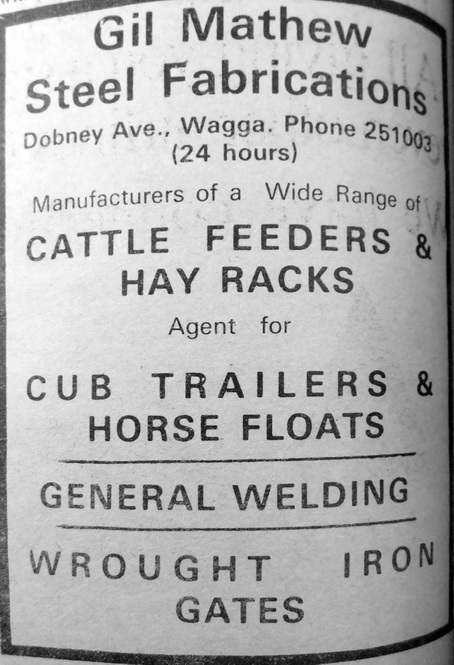 Gil Mathew
Steel Fabrications
Dobney Ave., Wagga. Phone 251003
(24 hours)
Manufacturers of a Wide Range of
CATTLE FEEDERS &
HAY RACKS
Agent for
CUB TRAILERS &
HORSE FLOATS
GENERAL WELDING
WROUGHT IRON
GATES